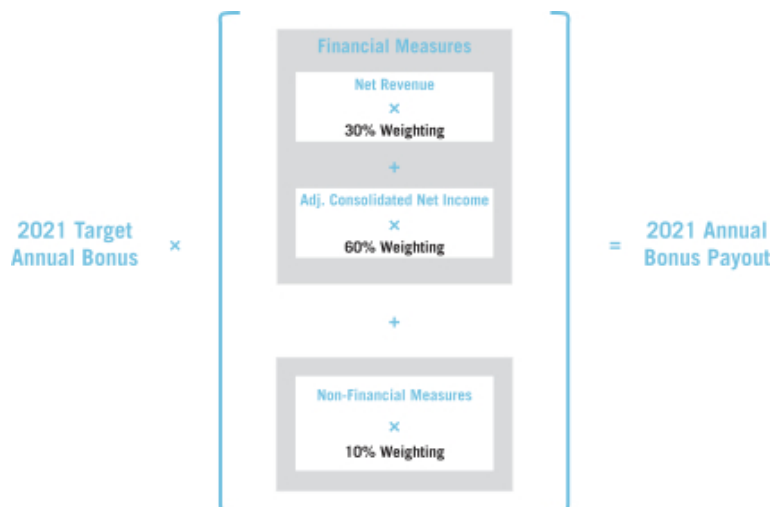 Financial Measures
Net Revenue
×
30% Weighting
+
Adj. Consolidated Net Income
×
60% Weighting
2021 Target
Annual Bonus
×
=
2021 Annual
Bonus Payout
+
Non-Financial Measures
×
10% Weighting